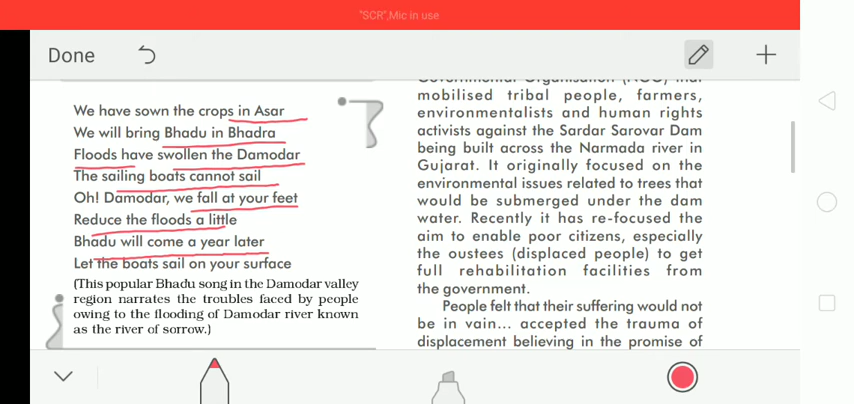 "SCR",Mic in use
Done
We have sown the crops in Asar
We will bring Bhadu in Bhadra
Floods have swollen the Damodar
The sailing boats cannot sail
Oh! Damodar, we fall at your feet
Reduce the floods a little
Bhadu will come a year later
Let the boats sail on your surface
(This popular Bhadu song in the Damodar valley
region narrates the troubles faced by people
owing to the flooding of Damodar river known
as the river of sorrow.)
Governmental Organisation (NGO) that
mobilised tribal people, farmers,
environmentalists and human rights
activists against the Sardar Sarovar Dam
being built across the Narmada river in
Gujarat. It originally focused on the
environmental issues related to trees that
would be submerged under the dam
water. Recently it has re-focused the
aim to enable poor citizens, especially
the oustees (displaced people) to get
full rehabilitation facilities from
the government.
People felt that their suffering would not
be in vain... accepted the trauma of
displacement believing in the promise of